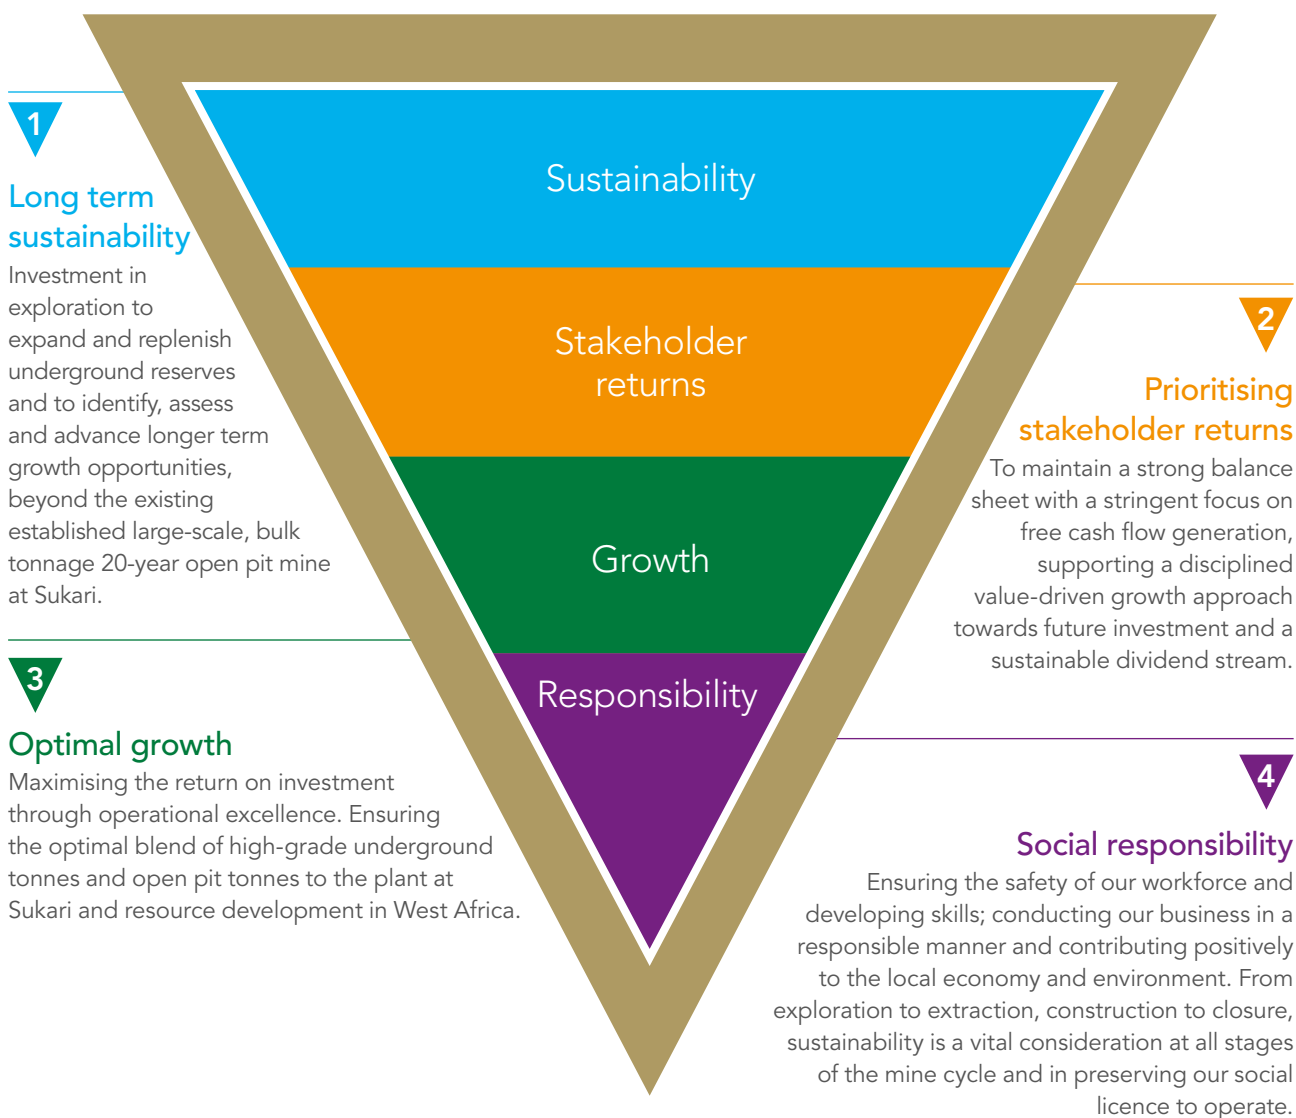 Sustainability
Stakeholder
returns
Growth
Responsibility
1
Long term
sustainability
Investment in
exploration to
expand and replenish
underground reserves
and to identify, assess
and advance longer term
growth opportunities,
beyond the existing
established large-scale, bulk
tonnage 20-year open pit mine
at Sukari.
2
Prioritising
stakeholder returns
To maintain a strong balance
sheet with a stringent focus on
free cash flow generation,
supporting a disciplined
value-driven growth approach
towards future investment and a
sustainable dividend stream.
3
Optimal growth
Maximising the return on investment
through operational excellence. Ensuring
the optimal blend of high-grade underground
tonnes and open pit tonnes to the plant at
Sukari and resource development in West Africa.
4
Social responsibility
Ensuring the safety of our workforce and
developing skills; conducting our business in a
responsible manner and contributing positively
to the local economy and environment. From
exploration to extraction, construction to closure,
sustainability is a vital consideration at all stages
of the mine cycle and in preserving our social
licence to operate.